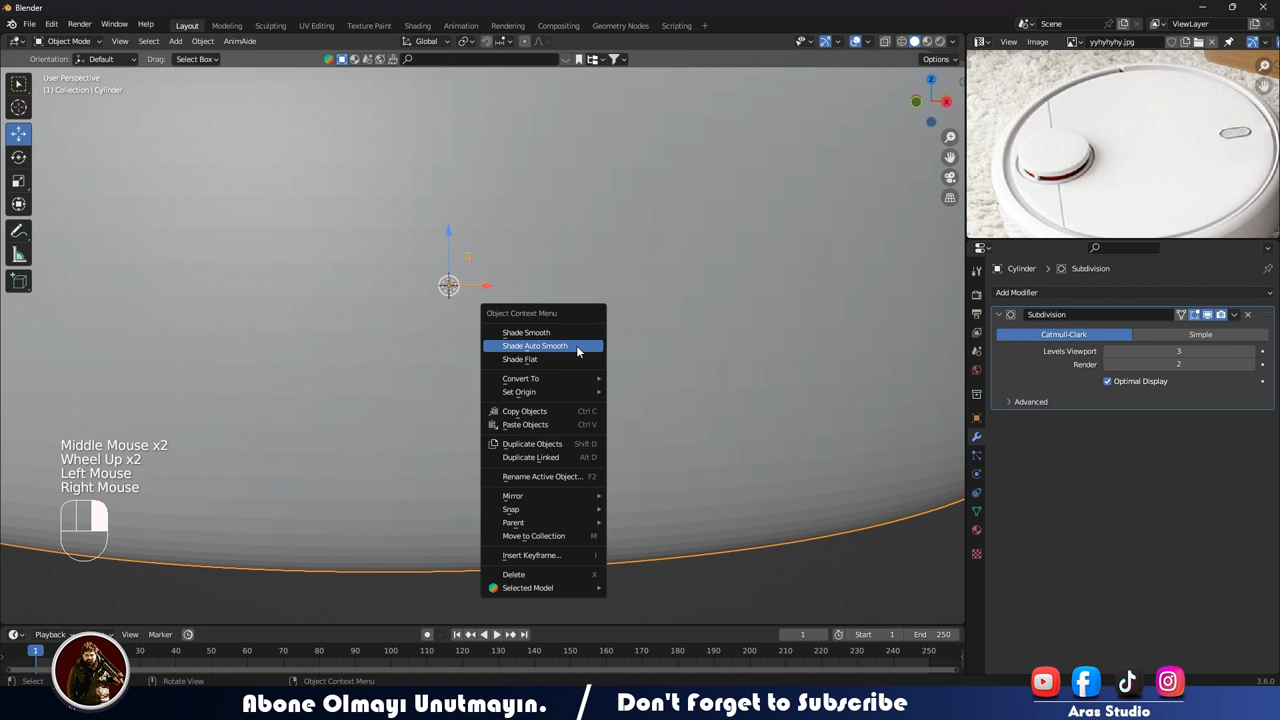 Blender
File Edit Render Window Help
Layout Modeling Sculpting UV Editing Texture Paint Shading Animation Rendering Compositing Geometry Nodes Scripting +
Scene ViewLayer
Object Mode View Select Add Object AnimAide Global
View Image yyhyhyhy.jpg
Orientation: Default Drag: Select Box Options
User Perspective
(1) Collection | Cylinder
Z
X
Cylinder > Subdivision
Add Modifier
Subdivision
Catmull-Clark Simple
Levels Viewport 3
Render 2
Optimal Display
Advanced
Object Context Menu
Shade Smooth
Shade Auto Smooth
Shade Flat
Convert To
Set Origin
Copy Objects Ctrl C
Paste Objects Ctrl V
Duplicate Objects Shift D
Duplicate Linked Alt D
Rename Active Object... F2
Mirror
Snap
Parent
Move to Collection M
Insert Keyframe... I
Delete X
Selected Model
Middle Mouse x2
Wheel Up x2
Left Mouse
Right Mouse
Playback View Marker 1 Start 1 End 250
1 30 40 50 60 70 80 90 100 110 120 130 140 150 160 170 180 190 200 210 220 230 240 250
Select Rotate View Object Context Menu 3.6.0
Abone Olmayı Unutmayın. / Don't Forget to Subscribe
Aras Studio